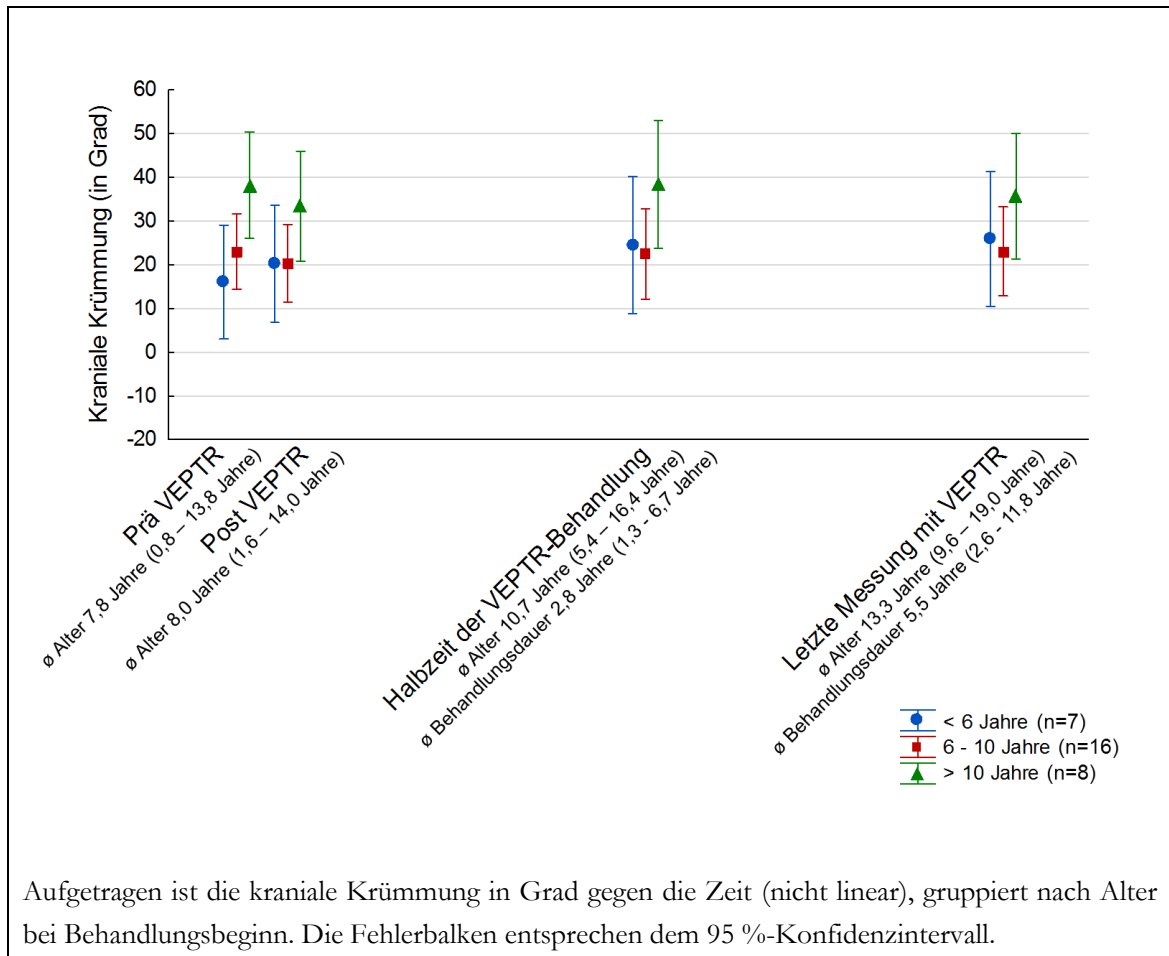 60
50
40
30
20
10
0
-10
-20
Kraniale Krümmung (in Grad)
Prä VEPTR
ø Alter 7,8 Jahre (0,8 – 13,8 Jahre)
Post VEPTR
ø Alter 8,0 Jahre (1,6 – 14,0 Jahre)
Halbzeit der VEPTR-Behandlung
ø Alter 10,7 Jahre (5,4 – 16,4 Jahre)
ø Behandlungsdauer 2,8 Jahre (1,3 - 6,7 Jahre)
Letzte Messung mit VEPTR
ø Alter 13,3 Jahre (9,6 – 19,0 Jahre)
ø Behandlungsdauer 5,5 Jahre (2,6 - 11,8 Jahre)
< 6 Jahre (n=7)
6 - 10 Jahre (n=16)
> 10 Jahre (n=8)
Aufgetragen ist die kraniale Krümmung in Grad gegen die Zeit (nicht linear), gruppiert nach Alter
bei Behandlungsbeginn. Die Fehlerbalken entsprechen dem 95 %-Konfidenzintervall.